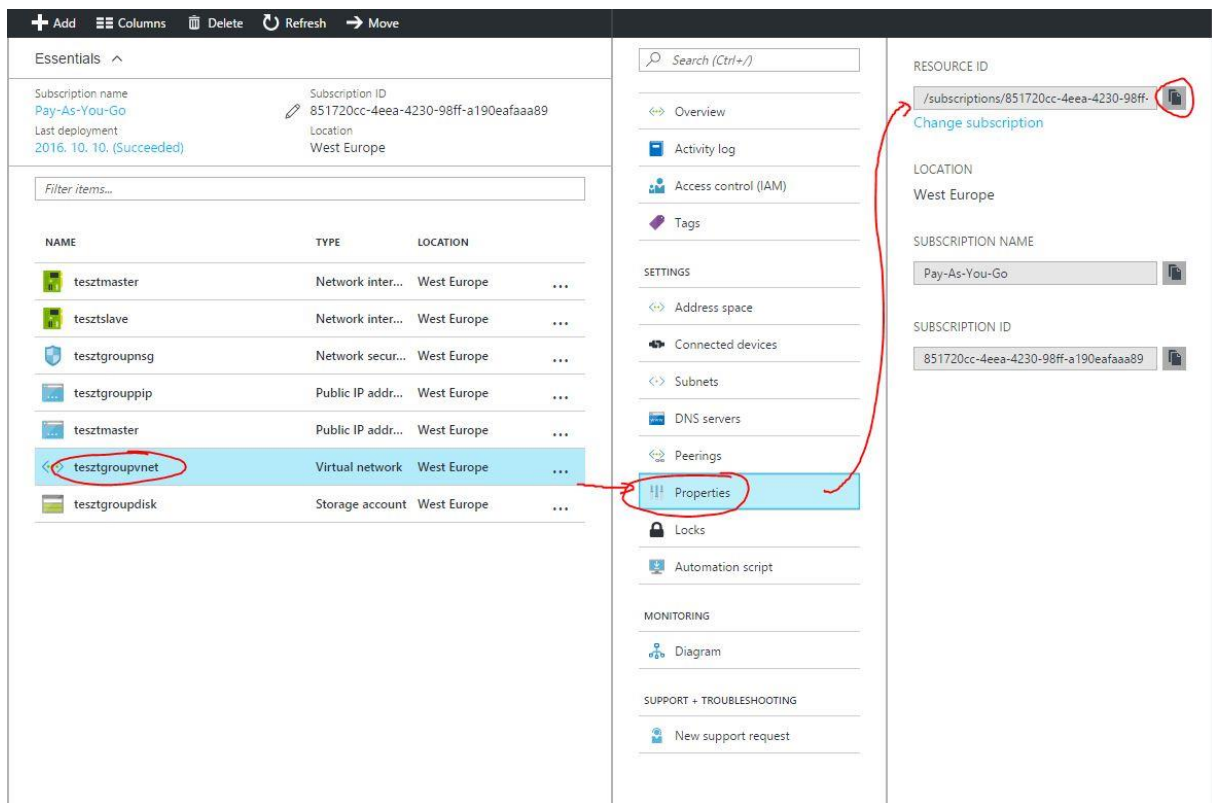 Add Columns Delete Refresh Move
Essentials
Subscription name
Pay-As-You-Go
Last deployment
2016. 10. 10. (Succeeded)
Subscription ID
851720cc-4eea-4230-98ff-a190eafaaa89
Location
West Europe
Filter items...
NAME TYPE LOCATION
tesztmaster Network inter... West Europe ...
tesztslave Network inter... West Europe ...
tesztgroupnsg Network secur... West Europe ...
tesztgrouppip Public IP addr... West Europe ...
tesztmaster Public IP addr... West Europe ...
tesztgroupvnet Virtual network West Europe ...
tesztgroupdisk Storage account West Europe ...
Search (Ctrl+/)
Overview
Activity log
Access control (IAM)
Tags
SETTINGS
Address space
Connected devices
Subnets
DNS servers
Peerings
Properties
Locks
Automation script
MONITORING
Diagram
SUPPORT + TROUBLESHOOTING
New support request
RESOURCE ID
/subscriptions/851720cc-4eea-4230-98ff-
Change subscription
LOCATION
West Europe
SUBSCRIPTION NAME
Pay-As-You-Go
SUBSCRIPTION ID
851720cc-4eea-4230-98ff-a190eafaaa89